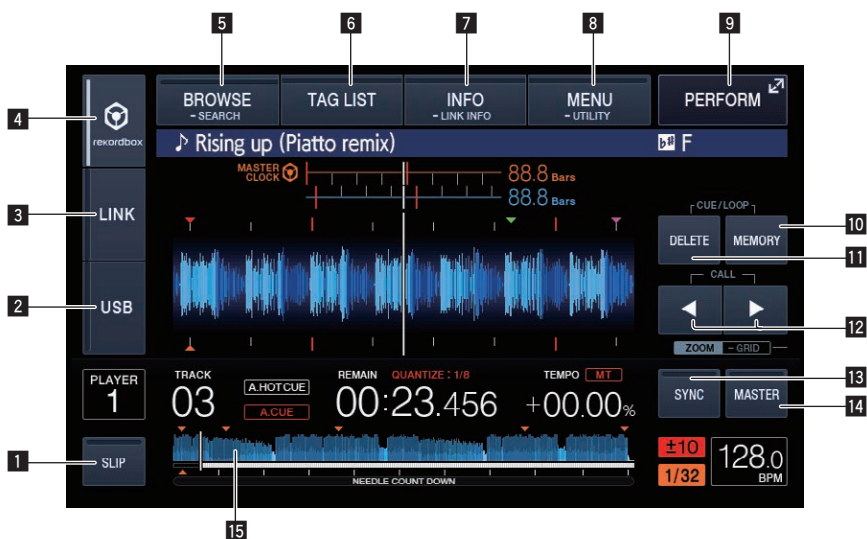 5 6 7 8 9
4
rekordbox
BROWSE
- SEARCH
TAG LIST
INFO
- LINK INFO
MENU
- UTILITY
PERFORM
♪ Rising up (Piatto remix)
b# F
MASTER
CLOCK
88.8 Bars
88.8 Bars
3
LINK
CUE/LOOP
DELETE
MEMORY
10
11
2
USB
CALL
◀ ▶
12
ZOOM - GRID
PLAYER
1
TRACK
03
A.HOT CUE
A.CUE
REMAIN
QUANTIZE : 1/8
00:23.456
TEMPO
MT
+00.00%
SYNC
MASTER
13
14
1
SLIP
±10
1/32
128.0
BPM
NEEDLE COUNT DOWN
15